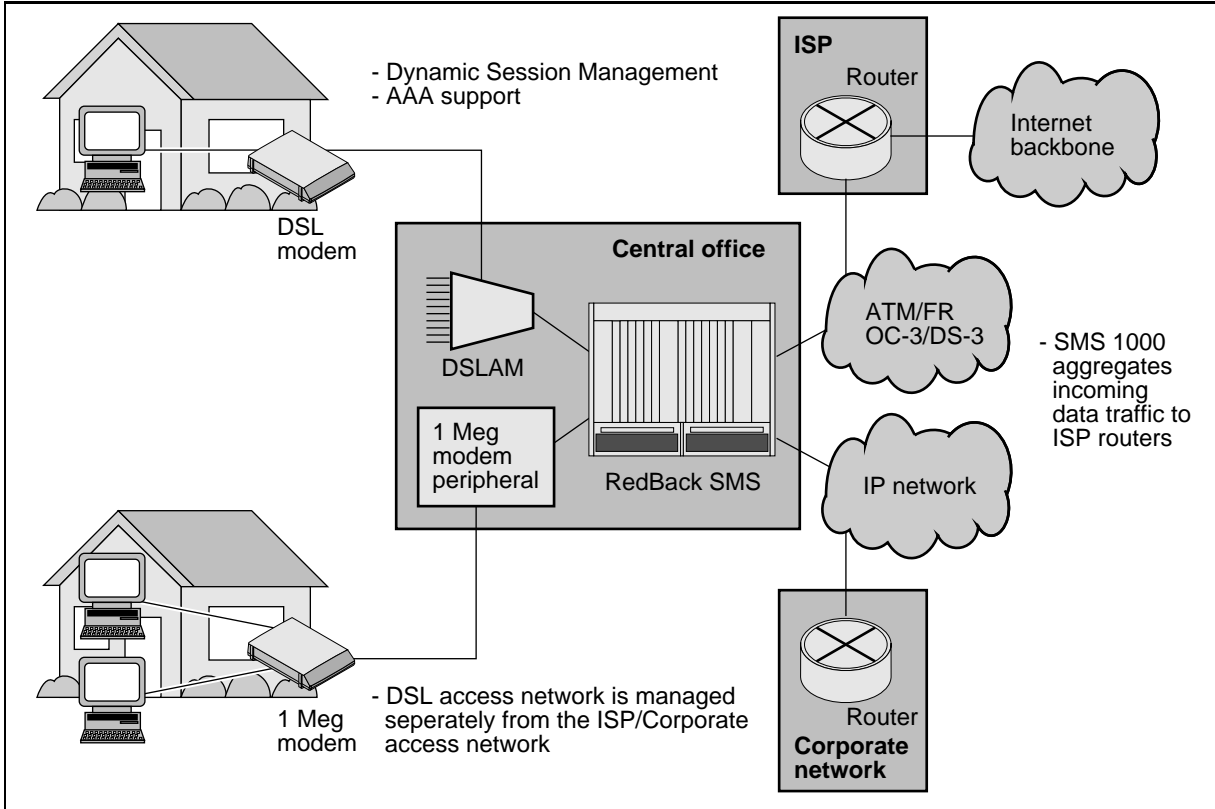 - Dynamic Session Management
- AAA support
DSL
modem
ISP
Router
Internet
backbone
Central office
DSLAM
1 Meg
modem
peripheral
RedBack SMS
ATM/FR
OC-3/DS-3
- SMS 1000
aggregates
incoming
data traffic to
ISP routers
IP network
1 Meg
modem
- DSL access network is managed
seperately from the ISP/Corporate
access network
Router
Corporate
network